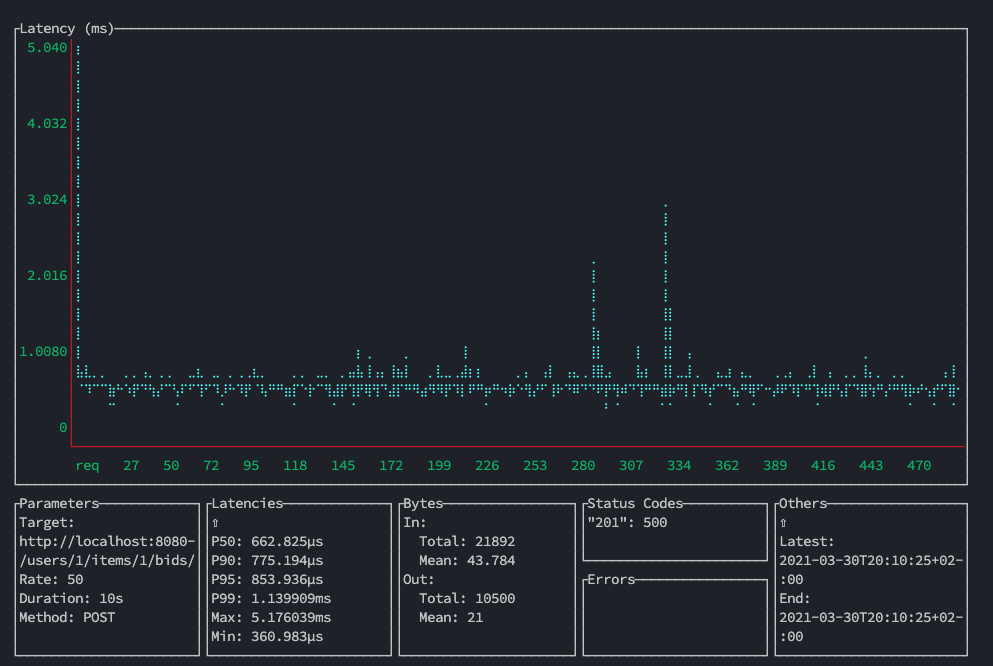 Latency (ms)
5.040
4.032
3.024
2.016
1.0080
0
req 27 50 72 95 118 145 172 199 226 253 280 307 334 362 389 416 443 470
Parameters
Target:
http://localhost:8080-
/users/1/items/1/bids/
Rate: 50
Duration: 10s
Method: POST
Latencies
⇧
P50: 662.825µs
P90: 775.194µs
P95: 853.936µs
P99: 1.139909ms
Max: 5.176039ms
Min: 360.983µs
Bytes
In:
Total: 21892
Mean: 43.784
Out:
Total: 10500
Mean: 21
Status Codes
"201": 500
Errors
Others
⇧
Latest:
2021-03-30T20:10:25+02-
:00
End:
2021-03-30T20:10:25+02-
:00